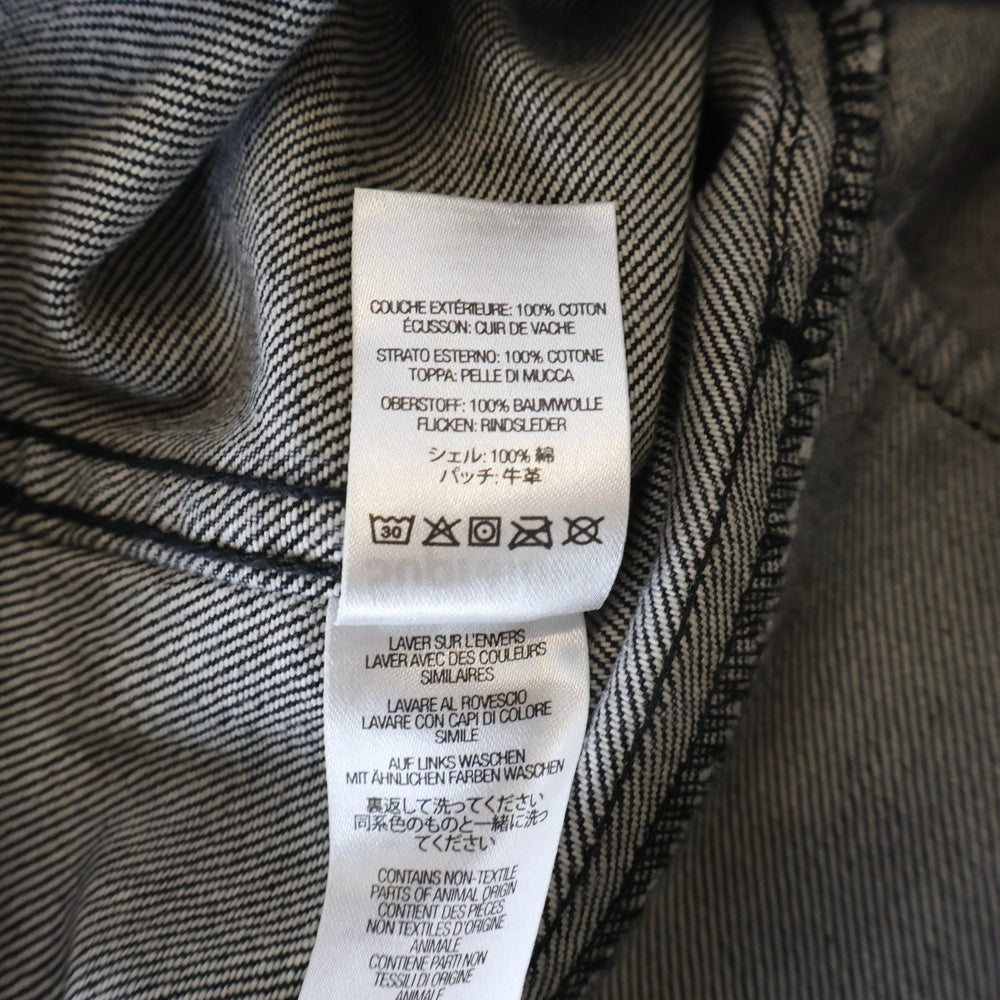 COUCHE EXTÉRIEURE: 100% COTON
ÉCUSSON: CUIR DE VACHE
STRATO ESTERNO: 100% COTONE
TOPPA: PELLE DI MUCCA
OBERSTOFF: 100% BAUMWOLLE
FLICKEN: RINDSLEDER
シェル: 100% 綿
パッチ: 牛革
30
LAVER SUR L'ENVERS
LAVER AVEC DES COULEURS
SIMILAIRES
LAVARE AL ROVESCIO
LAVARE CON CAPI DI COLORE
SIMILE
AUF LINKS WASCHEN
MIT ÄHNLICHEN FARBEN WASCHEN
裏返して洗ってください
同系色のものと一緒に洗っ
てください
CONTAINS NON-TEXTILE
PARTS OF ANIMAL ORIGIN
CONTIENT DES PIÈCES
NON TEXTILES D'ORIGINE
ANIMALE
CONTIENE PARTI NON
TESSILI DI ORIGINE
ANIMALE